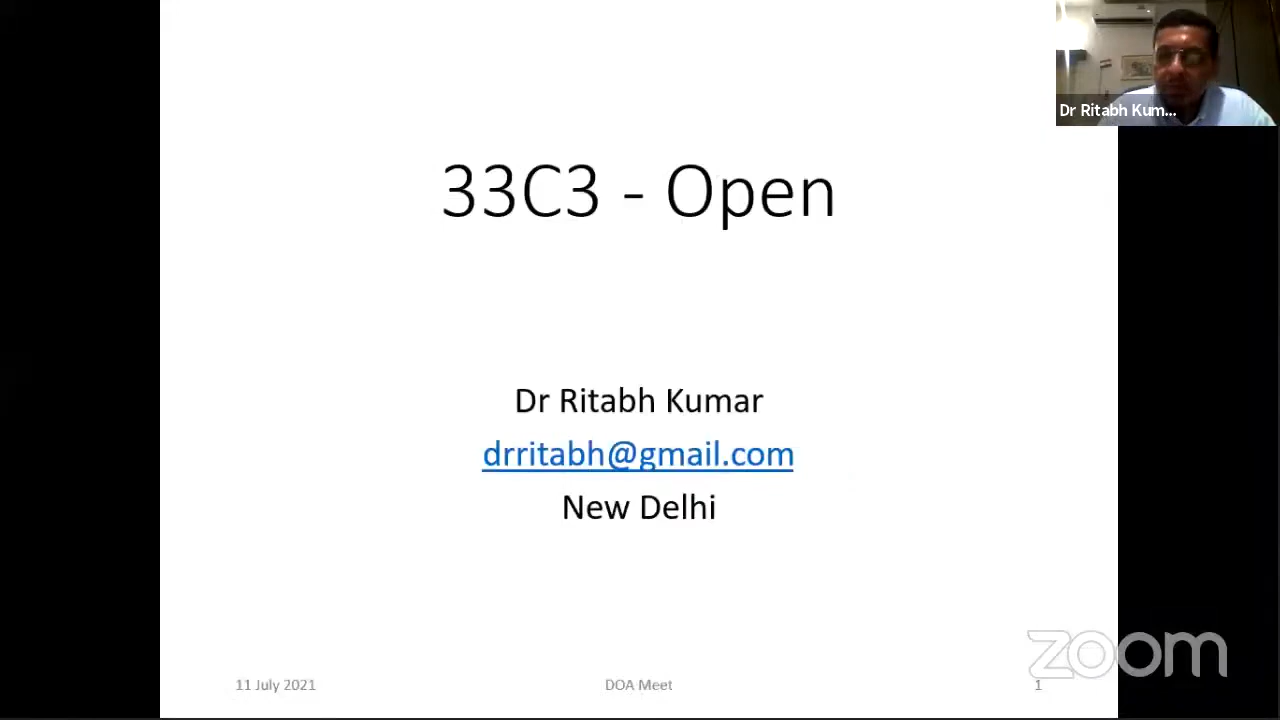 Dr Ritabh Kum...
33C3 - Open
Dr Ritabh Kumar
drritabh@gmail.com
New Delhi
zoom
11 July 2021
DOA Meet
1